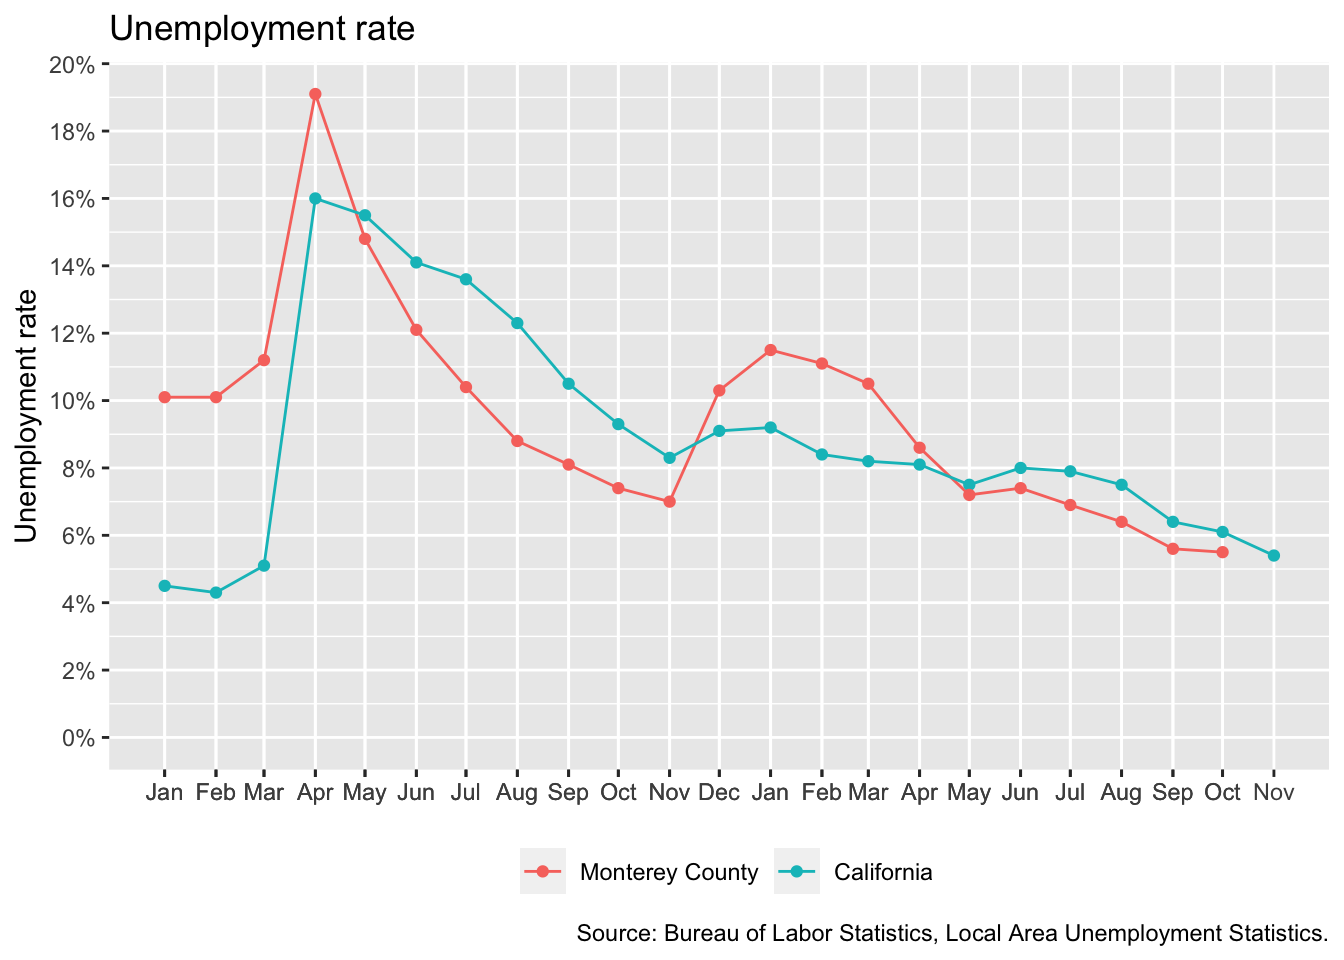 Unemployment rate
20%
18%
16%
14%
12%
10%
8%
6%
4%
2%
0%
Unemployment rate
Jan Feb Mar Apr May Jun Jul Aug Sep Oct Nov Dec Jan Feb Mar Apr May Jun Jul Aug Sep Oct Nov
Monterey County California
Source: Bureau of Labor Statistics, Local Area Unemployment Statistics.